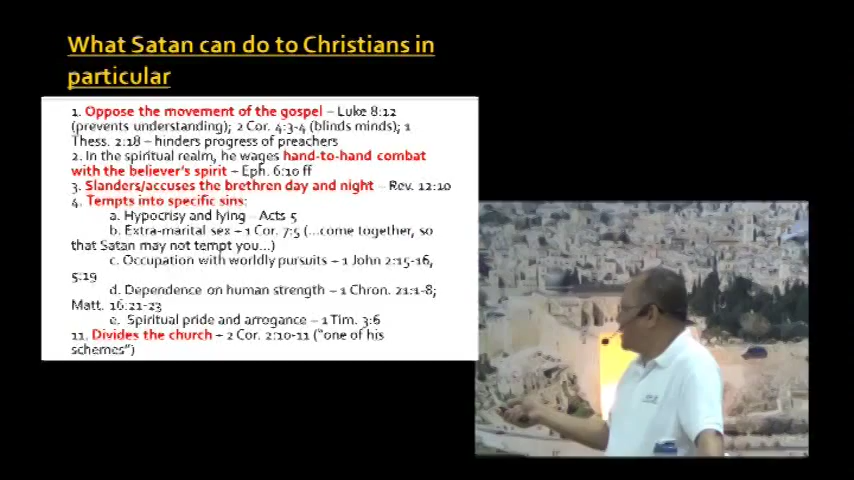 What Satan can do to Christians in
particular
1. Oppose the movement of the gospel – Luke 8:12
(prevents understanding); 2 Cor. 4:3-4 (blinds minds); 1
Thess. 2:18 – hinders progress of preachers
2. In the spiritual realm, he wages hand-to-hand combat
with the believer's spirit – Eph. 6:10 ff
3. Slanders/accuses the brethren day and night – Rev. 12:10
4. Tempts into specific sins:
a. Hypocrisy and lying – Acts 5
b. Extra-marital sex – 1 Cor. 7:5 (...come together, so
that Satan may not tempt you...)
c. Occupation with worldly pursuits – 1 John 2:15-16,
5:19
d. Dependence on human strength – 1 Chron. 21:1-8;
Matt. 16:21-23
e. Spiritual pride and arrogance – 1 Tim. 3:6
11. Divides the church – 2 Cor. 2:10-11 ("one of his
schemes")